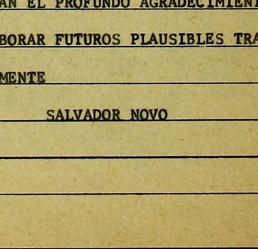 AN EL PROFUNDO AGRADECIMIENT
BORAR FUTUROS PLAUSIBLES TRA
MENTE
SALVADOR NOVO